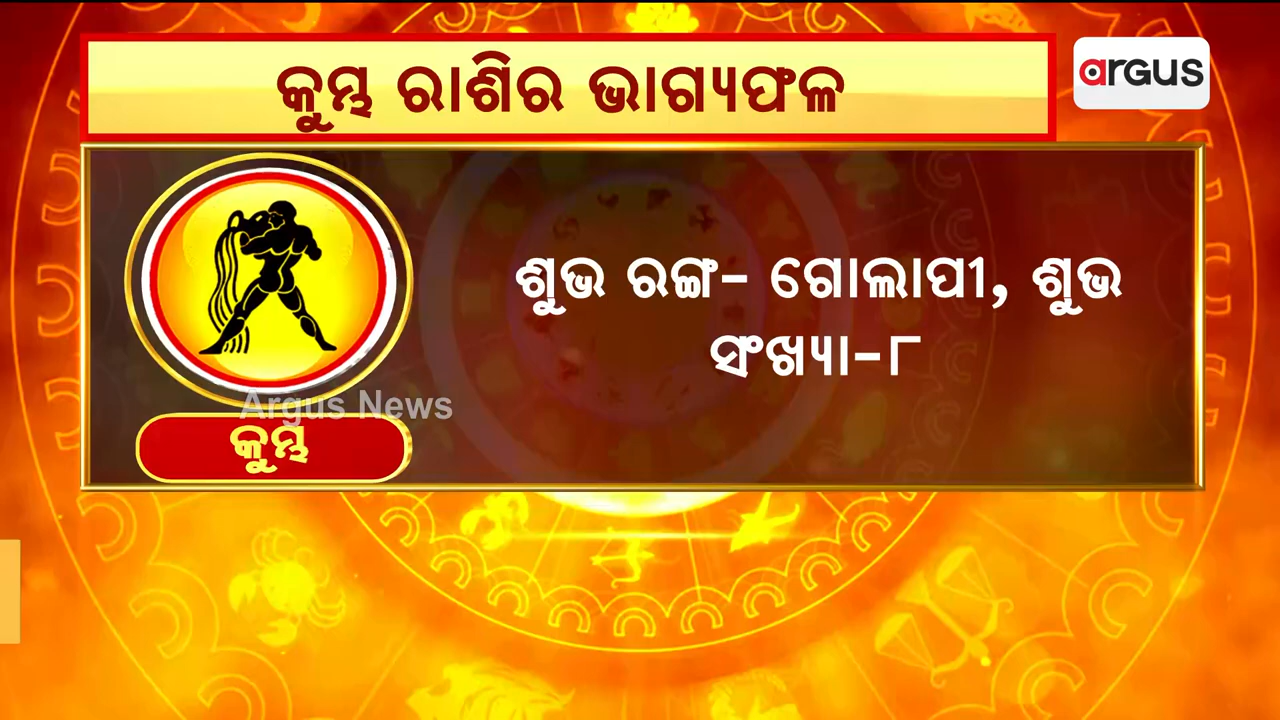 କୁମ୍ଭ ରାଶିର ଭାଗ୍ୟଫଳ
argus
ଶୁଭ ରଙ୍ଗ- ଗୋଲାପୀ, ଶୁଭ
ସଂଖ୍ୟା-୮
Argus News
କୁମ୍ଭ